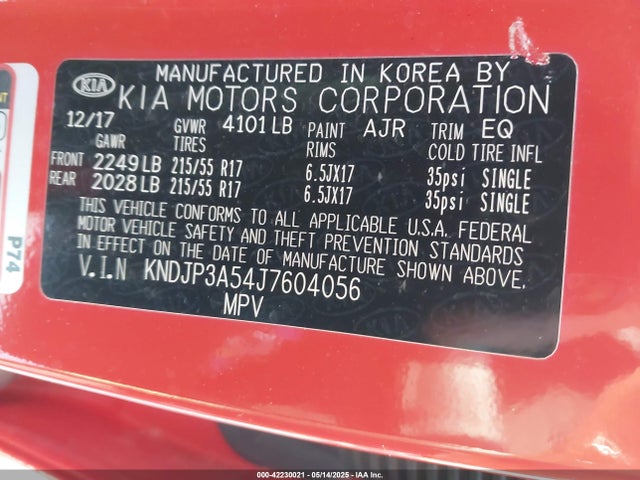 KIA
MANUFACTURED IN KOREA BY
KIA MOTORS CORPORATION
12/17 GVWR 4101 LB PAINT AJR TRIM EQ
GAWR TIRES RIMS COLD TIRE INFL
FRONT 2249 LB 215/55 R17 6.5JX17 35psi SINGLE
REAR 2028 LB 215/55 R17 6.5JX17 35psi SINGLE
THIS VEHICLE CONFORMS TO ALL APPLICABLE U.S.A. FEDERAL
MOTOR VEHICLE SAFETY AND THEFT PREVENTION STANDARDS
IN EFFECT ON THE DATE OF MANUFACTURE SHOWN ABOVE.
V.I.N KNDJP3A54J7604056
MPV
P74
000-42230021 - 05/14/2025 - IAA Inc.